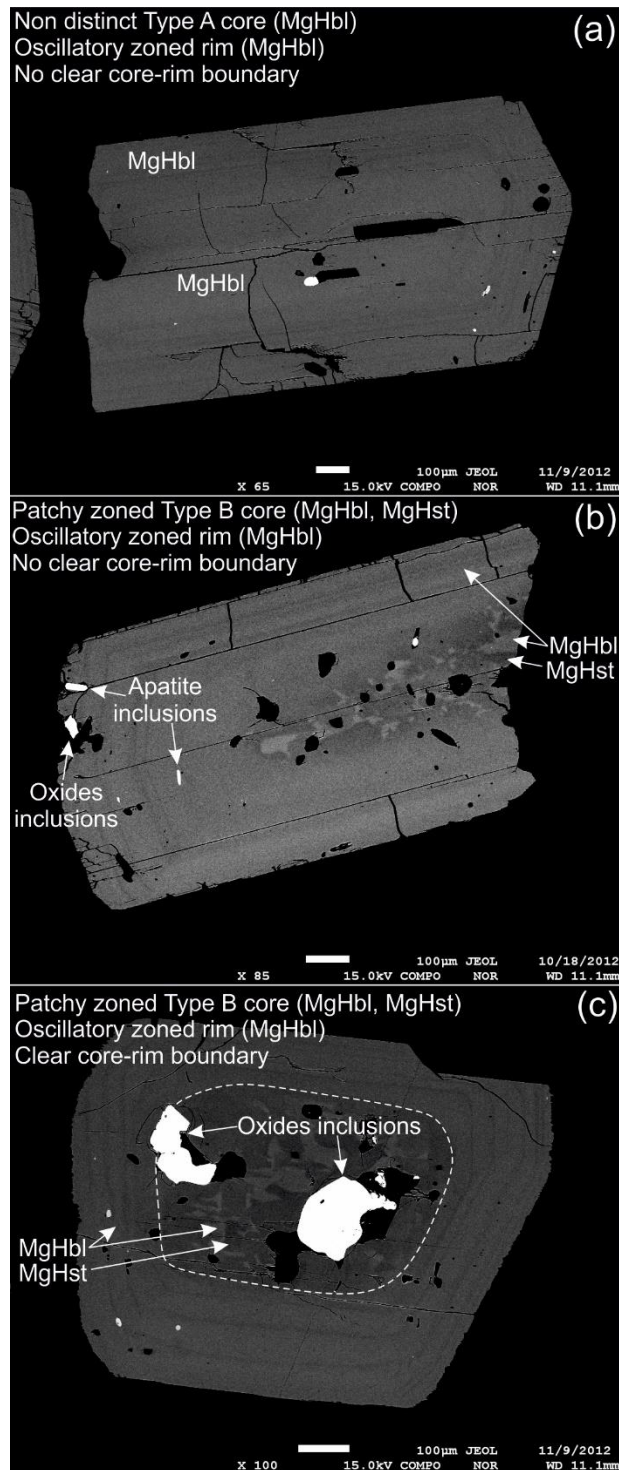 Non distinct Type A core (MgHbl)
Oscillatory zoned rim (MgHbl)
No clear core-rim boundary
(a)
MgHbl
MgHbl
100µm JEOL 11/9/2012
X 65 15.0kV COMPO NOR WD 11.1mm
Patchy zoned Type B core (MgHbl, MgHst)
Oscillatory zoned rim (MgHbl)
No clear core-rim boundary
(b)
MgHbl
MgHst
Apatite
inclusions
Oxides
inclusions
100µm JEOL 10/18/2012
X 85 15.0kV COMPO NOR WD 11.1mm
Patchy zoned Type B core (MgHbl, MgHst)
Oscillatory zoned rim (MgHbl)
Clear core-rim boundary
(c)
Oxides inclusions
MgHbl
MgHst
100µm JEOL 11/9/2012
X 100 15.0kV COMPO NOR WD 11.1mm